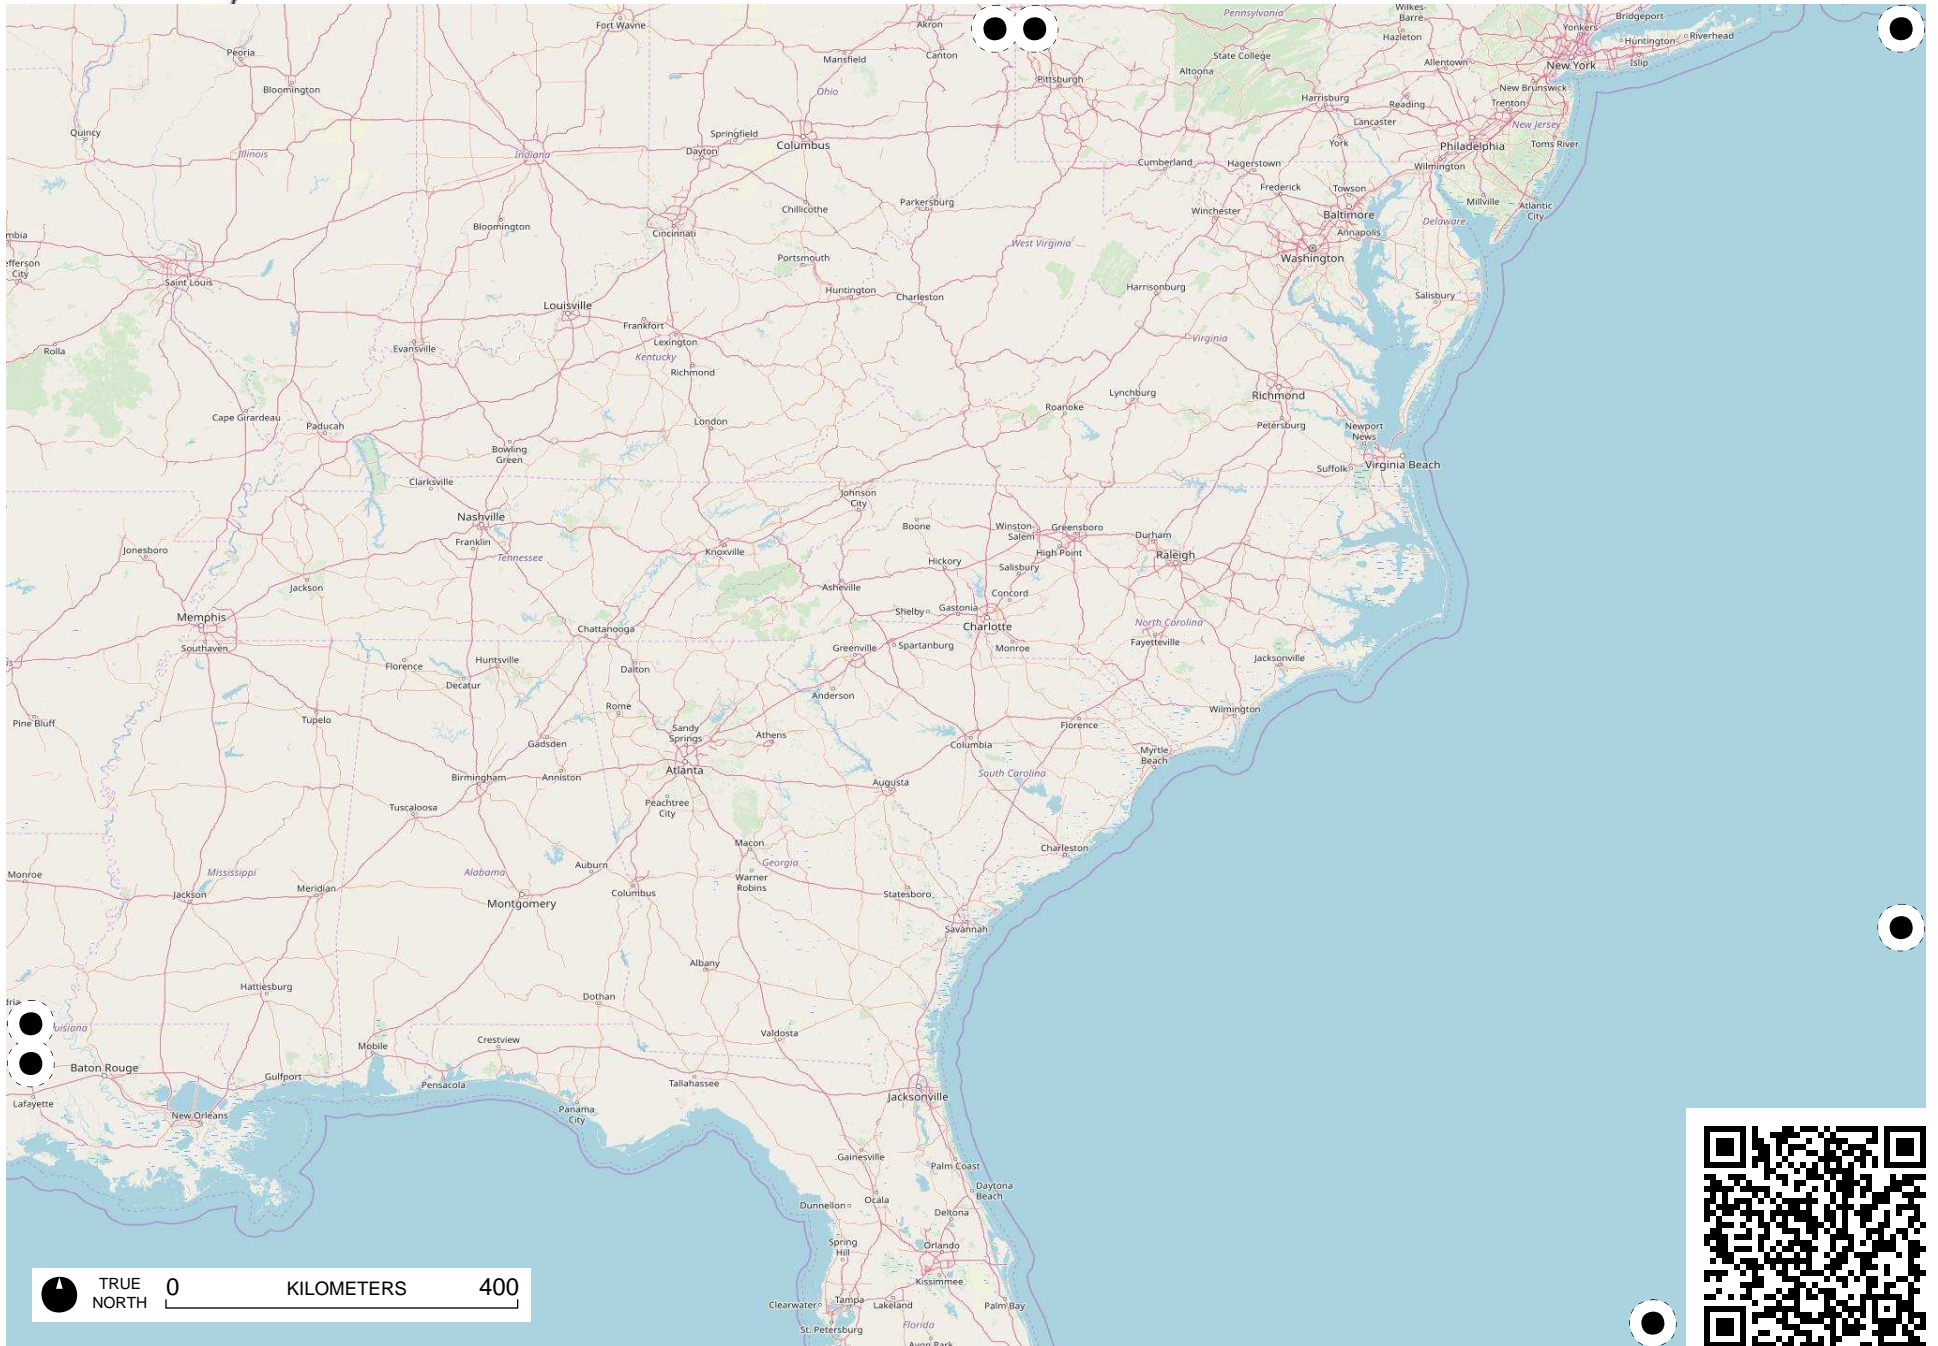 Fort Wayne
Akron
Pennsylvania
Wilkes-
Barre
Yonkers
Bridgeport
Peoria
Mansfield
Canton
State College
Hazleton
Huntington
Riverhead
Bloomington
Ohio
Pittsburgh
Altoona
Allentown
New York
Islip
New Brunswick
Harrisburg
Reading
Trenton
Quincy
Springfield
Columbus
Lancaster
New Jersey
Illinois
Indiana
Dayton
York
Philadelphia
Toms River
Cumberland
Hagerstown
Wilmington
Frederick
Towson
Chillicothe
Parkersburg
Winchester
Baltimore
Millville
Atlantic
City
Bloomington
Cincinnati
Annapolis
Delaware
mbia
West Virginia
Washington
efferson
City
Saint Louis
Portsmouth
Huntington
Charleston
Harrisonburg
Salisbury
Louisville
Frankfort
Lexington
Kentucky
Virginia
Rolla
Evansville
Richmond
Lynchburg
Richmond
Roanoke
Cape Girardeau
Paducah
London
Petersburg
Newport
News
Bowling
Green
Suffolk
Virginia Beach
Clarksville
Johnson
City
Nashville
Boone
Winston-
Salem
Greensboro
Durham
Franklin
Tennessee
Knoxville
High Point
Raleigh
Jonesboro
Hickory
Salisbury
Jackson
Asheville
Concord
Memphis
Shelby
Gastonia
Charlotte
North Carolina
Chattanooga
Fayetteville
Southaven
Greenville
Spartanburg
Monroe
Florence
Huntsville
Dalton
Jacksonville
Decatur
Anderson
Rome
Wilmington
Pine Bluff
Tupelo
Sandy
Springs
Athens
Florence
Gadsden
Columbia
Myrtle
Beach
Birmingham
Anniston
Atlanta
South Carolina
Augusta
Tuscaloosa
Peachtree
City
Macon
Charleston
Georgia
Monroe
Mississippi
Alabama
Auburn
Warner
Robins
Jackson
Meridian
Columbus
Statesboro
Montgomery
Savannah
Albany
Hattiesburg
Dothan
dria
uisiana
Valdosta
Mobile
Crestview
Baton Rouge
Gulfport
Pensacola
Tallahassee
Jacksonville
Lafayette
New Orleans
Panama
City
Gainesville
Palm Coast
Daytona
Beach
Ocala
Dunnellon
Deltona
Spring
Hill
Orlando
Kissimmee
Clearwater
Tampa
Lakeland
Palm Bay
St. Petersburg
Florida
Avon Park
TRUE
NORTH
0 KILOMETERS 400